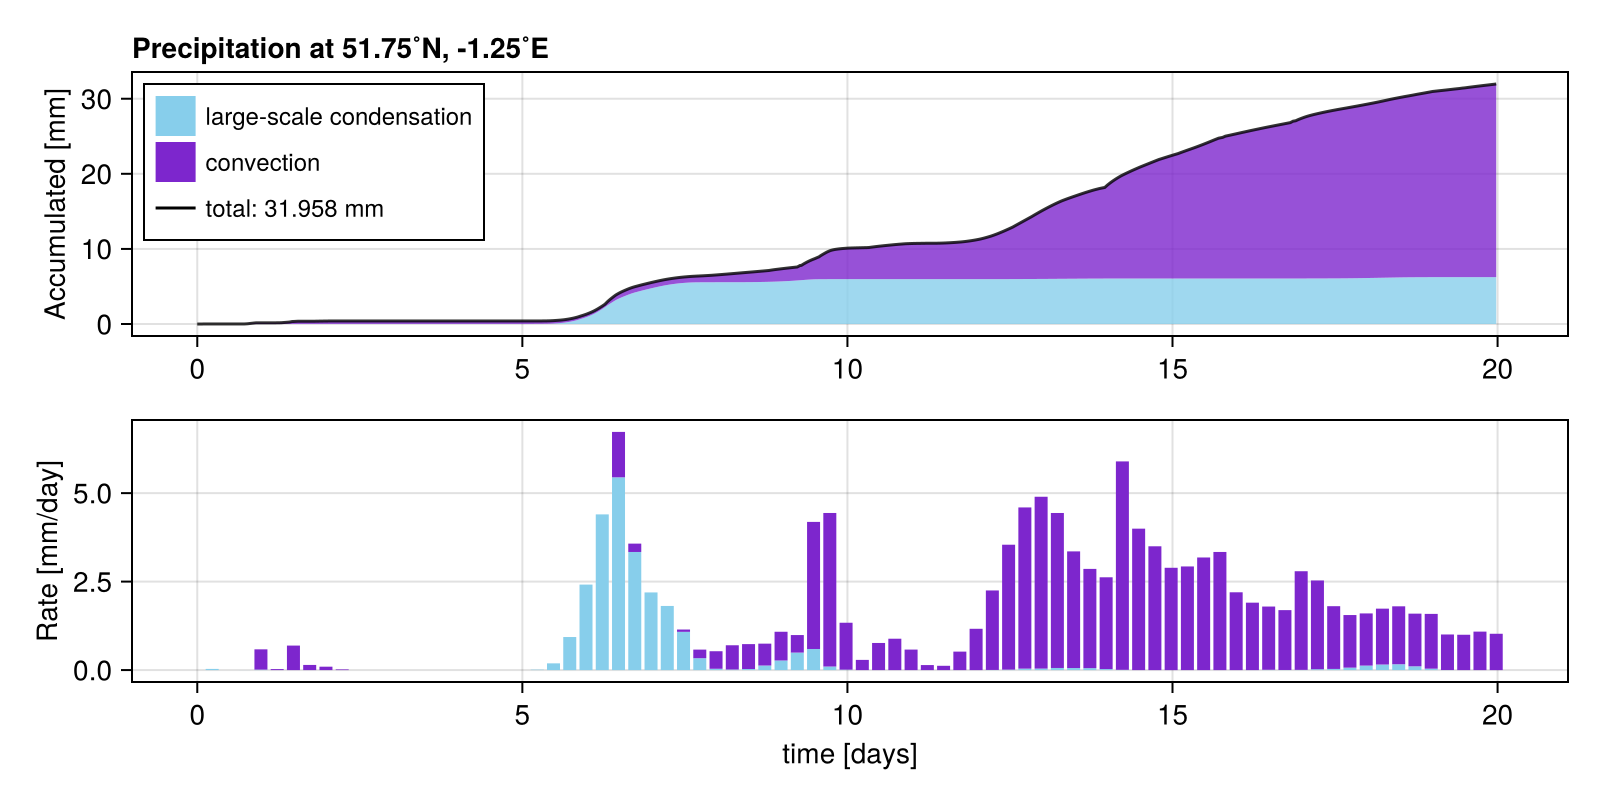 Precipitation at 51.75˚N, -1.25˚E
Accumulated [mm]
30
20
10
0
large-scale condensation
convection
total: 31.958 mm
0 5 10 15 20
Rate [mm/day]
5.0
2.5
0.0
0 5 10 15 20
time [days]